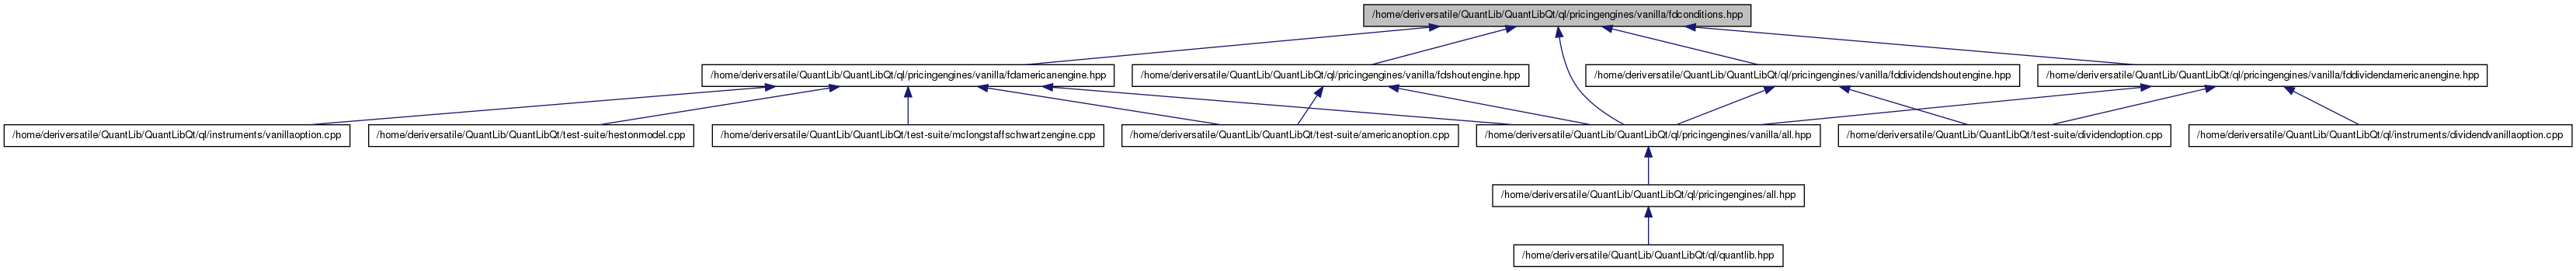 /home/deriversatile/QuantLib/QuantLibQt/ql/pricingengines/vanilla/fdconditions.hpp
/home/deriversatile/QuantLib/QuantLibQt/ql/pricingengines/vanilla/fdamericanengine.hpp
/home/deriversatile/QuantLib/QuantLibQt/ql/pricingengines/vanilla/fdshoutengine.hpp
/home/deriversatile/QuantLib/QuantLibQt/ql/pricingengines/vanilla/fddividendshoutengine.hpp
/home/deriversatile/QuantLib/QuantLibQt/ql/pricingengines/vanilla/fddividendamericanengine.hpp
/home/deriversatile/QuantLib/QuantLibQt/ql/instruments/vanillaoption.cpp
/home/deriversatile/QuantLib/QuantLibQt/test-suite/hestonmodel.cpp
/home/deriversatile/QuantLib/QuantLibQt/test-suite/mclongstaffschwartzengine.cpp
/home/deriversatile/QuantLib/QuantLibQt/test-suite/americanoption.cpp
/home/deriversatile/QuantLib/QuantLibQt/ql/pricingengines/vanilla/all.hpp
/home/deriversatile/QuantLib/QuantLibQt/test-suite/dividendoption.cpp
/home/deriversatile/QuantLib/QuantLibQt/ql/instruments/dividendvanillaoption.cpp
/home/deriversatile/QuantLib/QuantLibQt/ql/pricingengines/all.hpp
/home/deriversatile/QuantLib/QuantLibQt/ql/quantlib.hpp